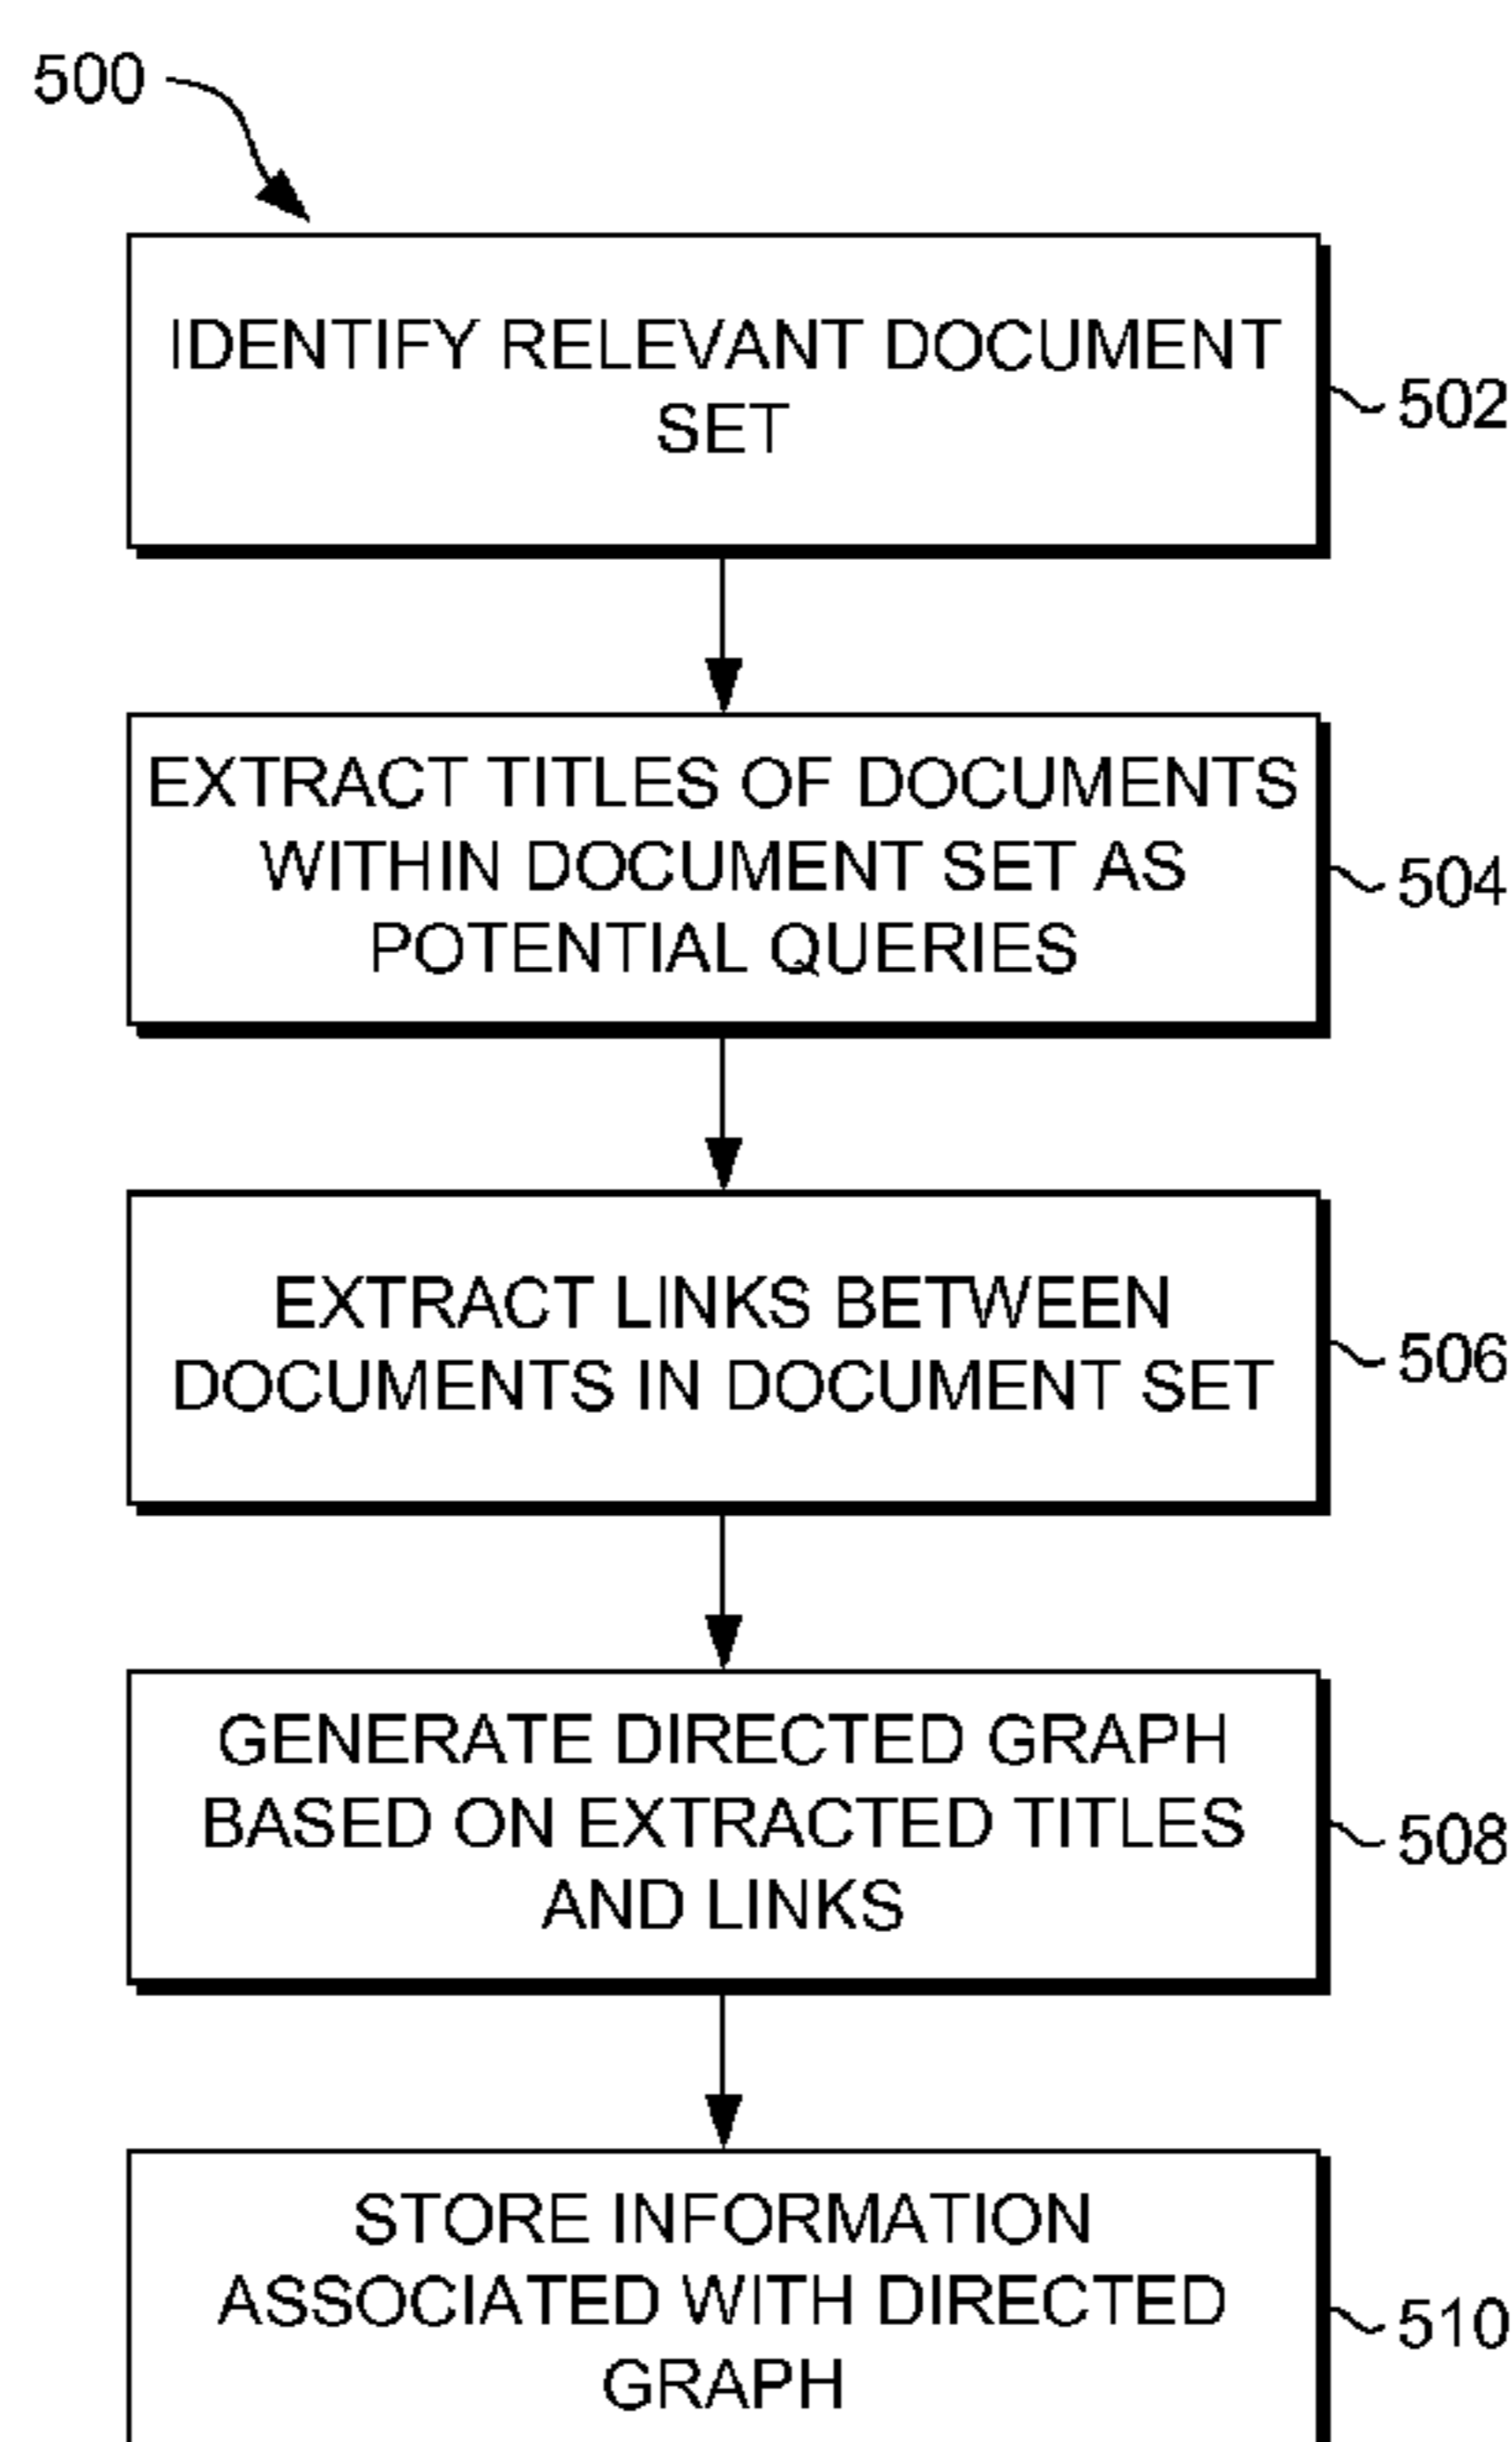 500
IDENTIFY RELEVANT DOCUMENT
SET
502
EXTRACT TITLES OF DOCUMENTS
WITHIN DOCUMENT SET AS
POTENTIAL QUERIES
504
EXTRACT LINKS BETWEEN
DOCUMENTS IN DOCUMENT SET
506
GENERATE DIRECTED GRAPH
BASED ON EXTRACTED TITLES
AND LINKS
508
STORE INFORMATION
ASSOCIATED WITH DIRECTED
GRAPH
510